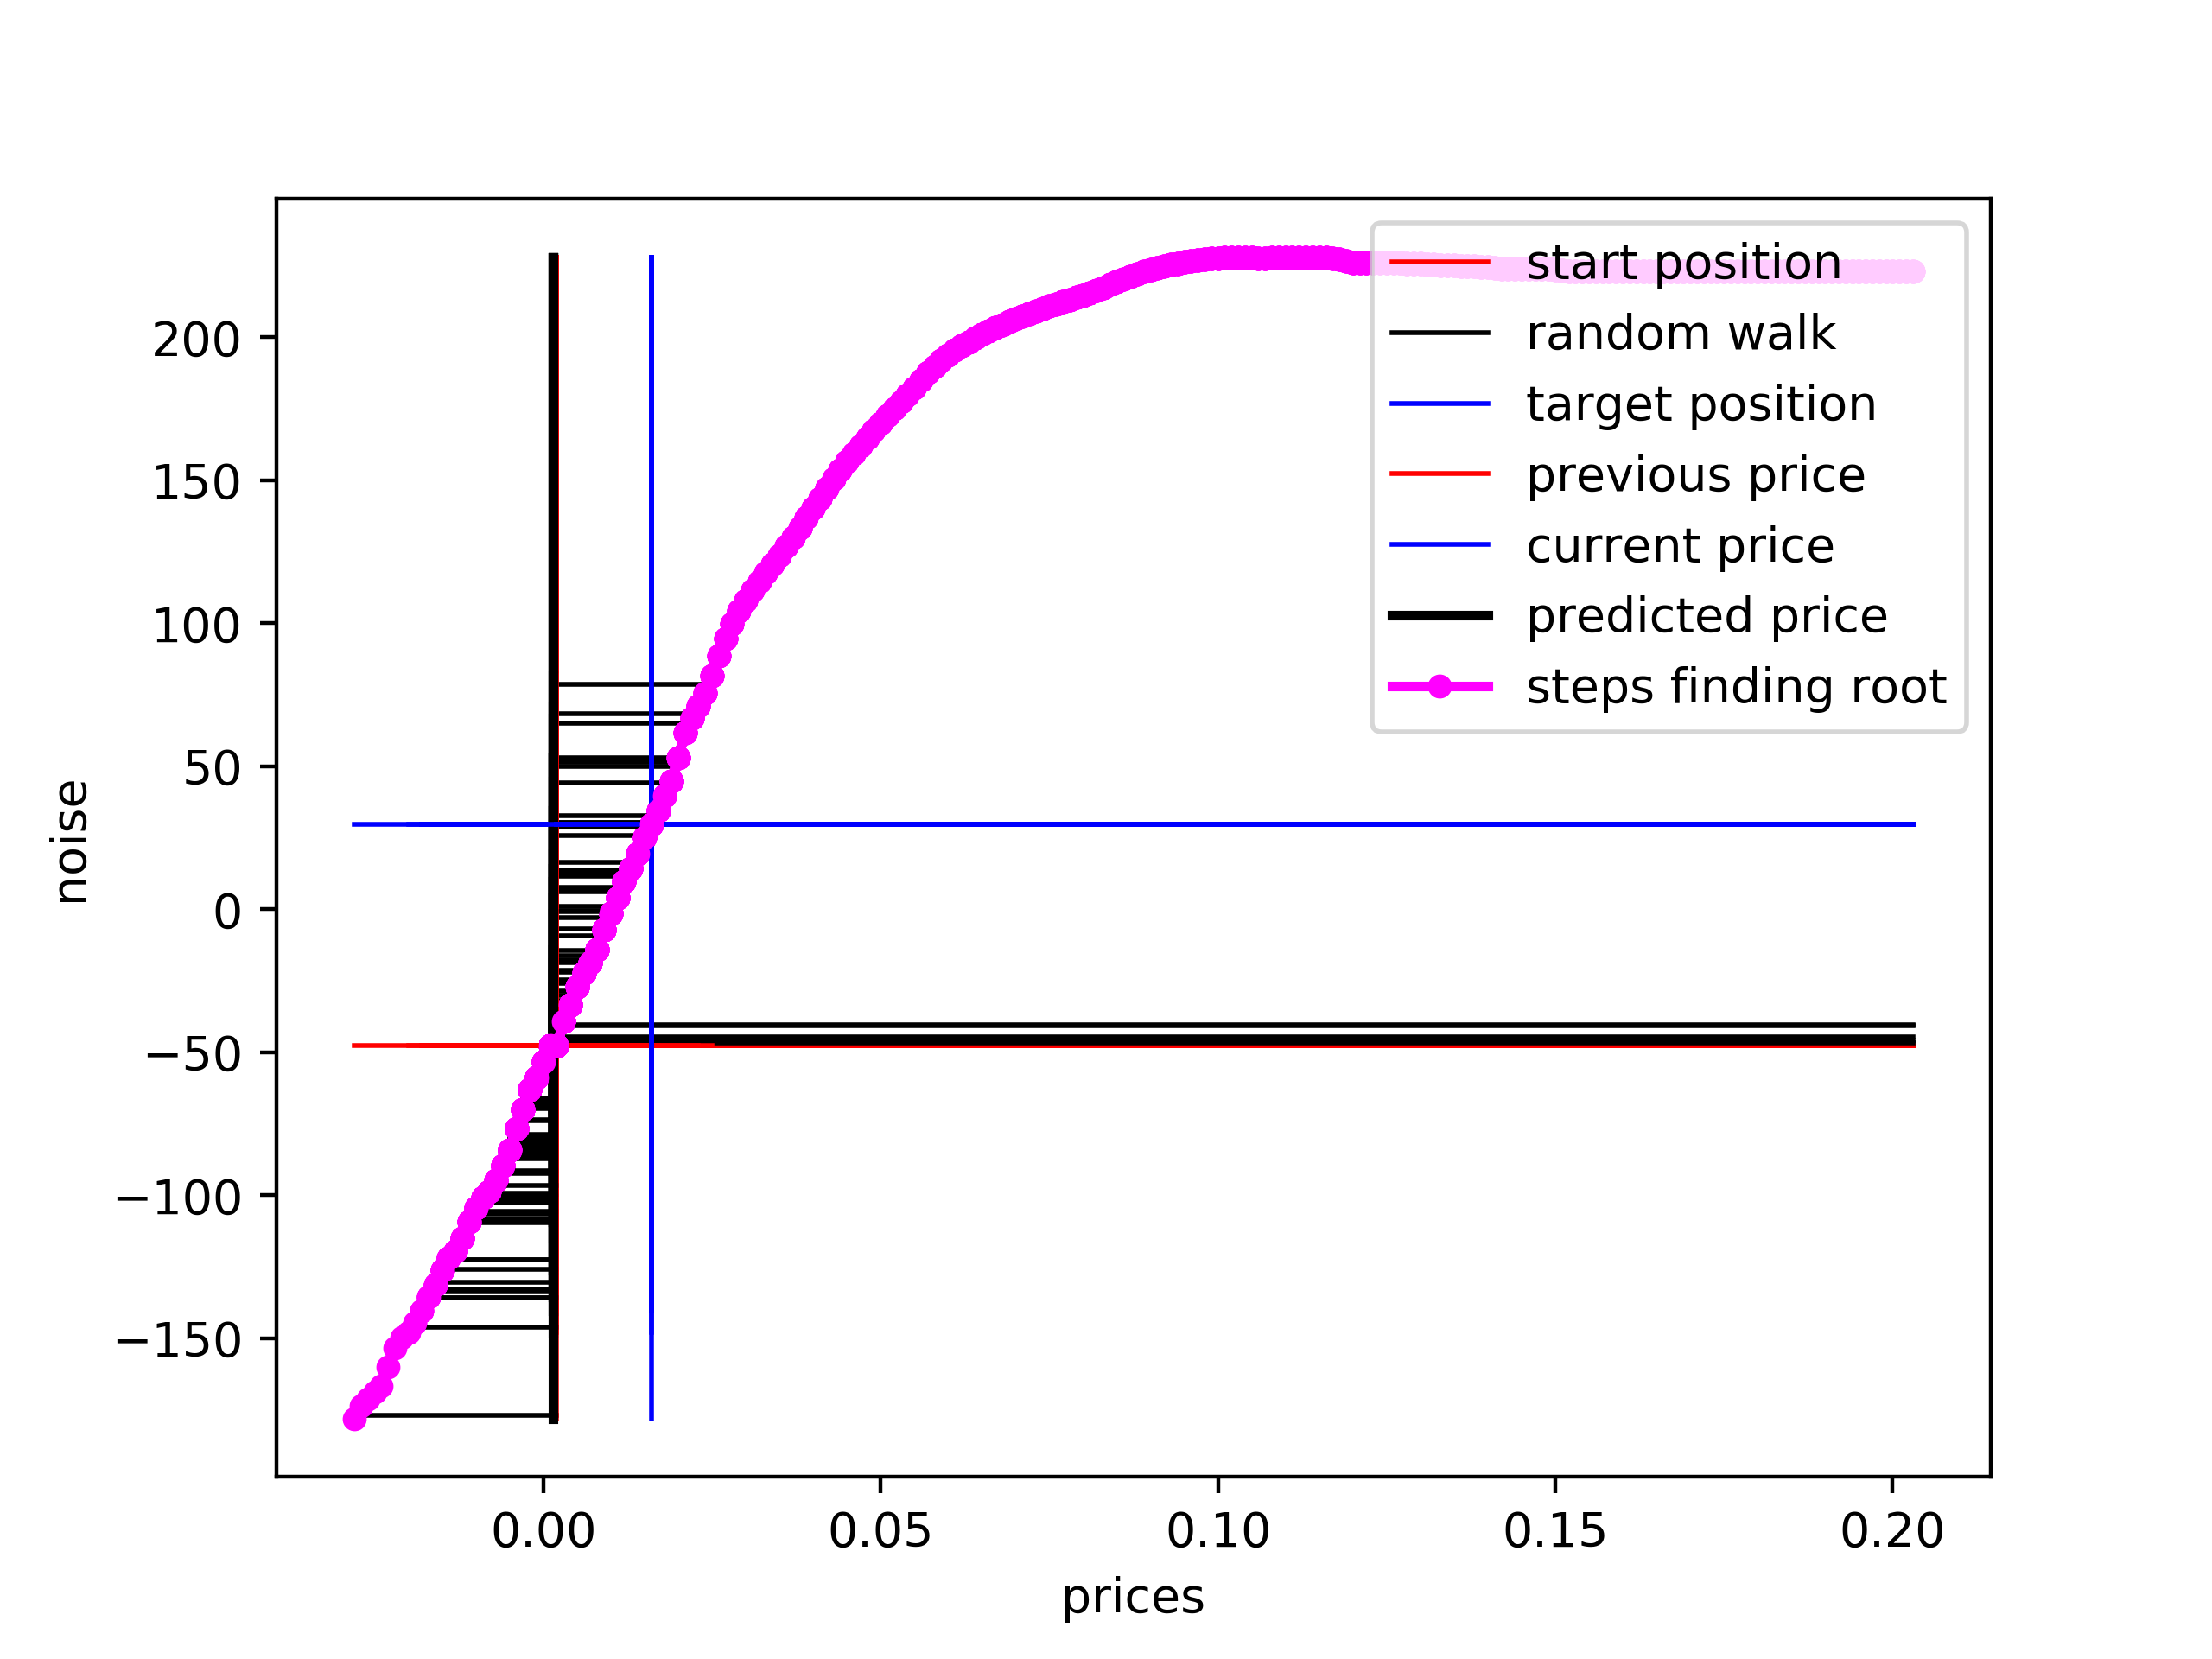 start position
random walk
target position
previous price
current price
predicted price
steps finding root
200
150
100
50
0
−50
−100
−150
noise
0.00 0.05 0.10 0.15 0.20
prices